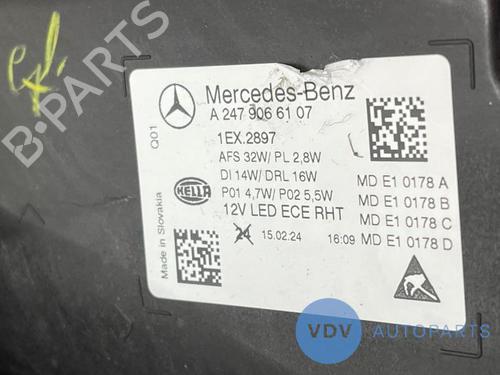 Mercedes-Benz
A 247 906 61 07
Q01
1EX.2897
AFS 32W/ PL 2,8W
DI 14W/ DRL 16W
MD E1 0178 A
HELLA
P01 4,7W/ P02 5,5W
MD E1 0178 B
12V LED ECE RHT
MD E1 0178 C
Made in Slovakia
15.02.24
16:09
MD E1 0178 D
B-PARTS
VDV AUTOPARTS